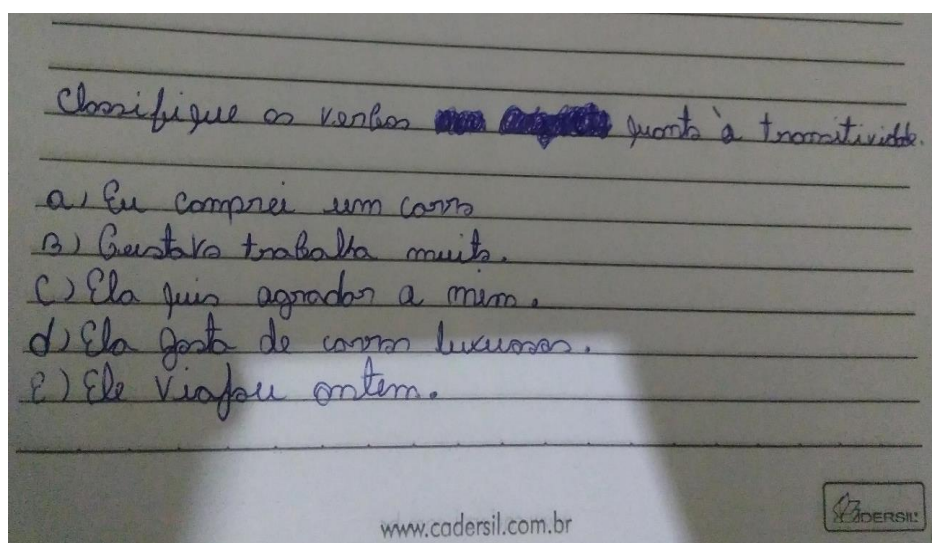 Classifique os verbos quanto à transitividade.
a) Eu comprei um carro
B) Gustavo trabalha muito.
C) Ela quis agradar a mim.
d) Ela gosta de carros luxuosos.
E) Ele viajou ontem.
www.cadersil.com.br
CADERSIL